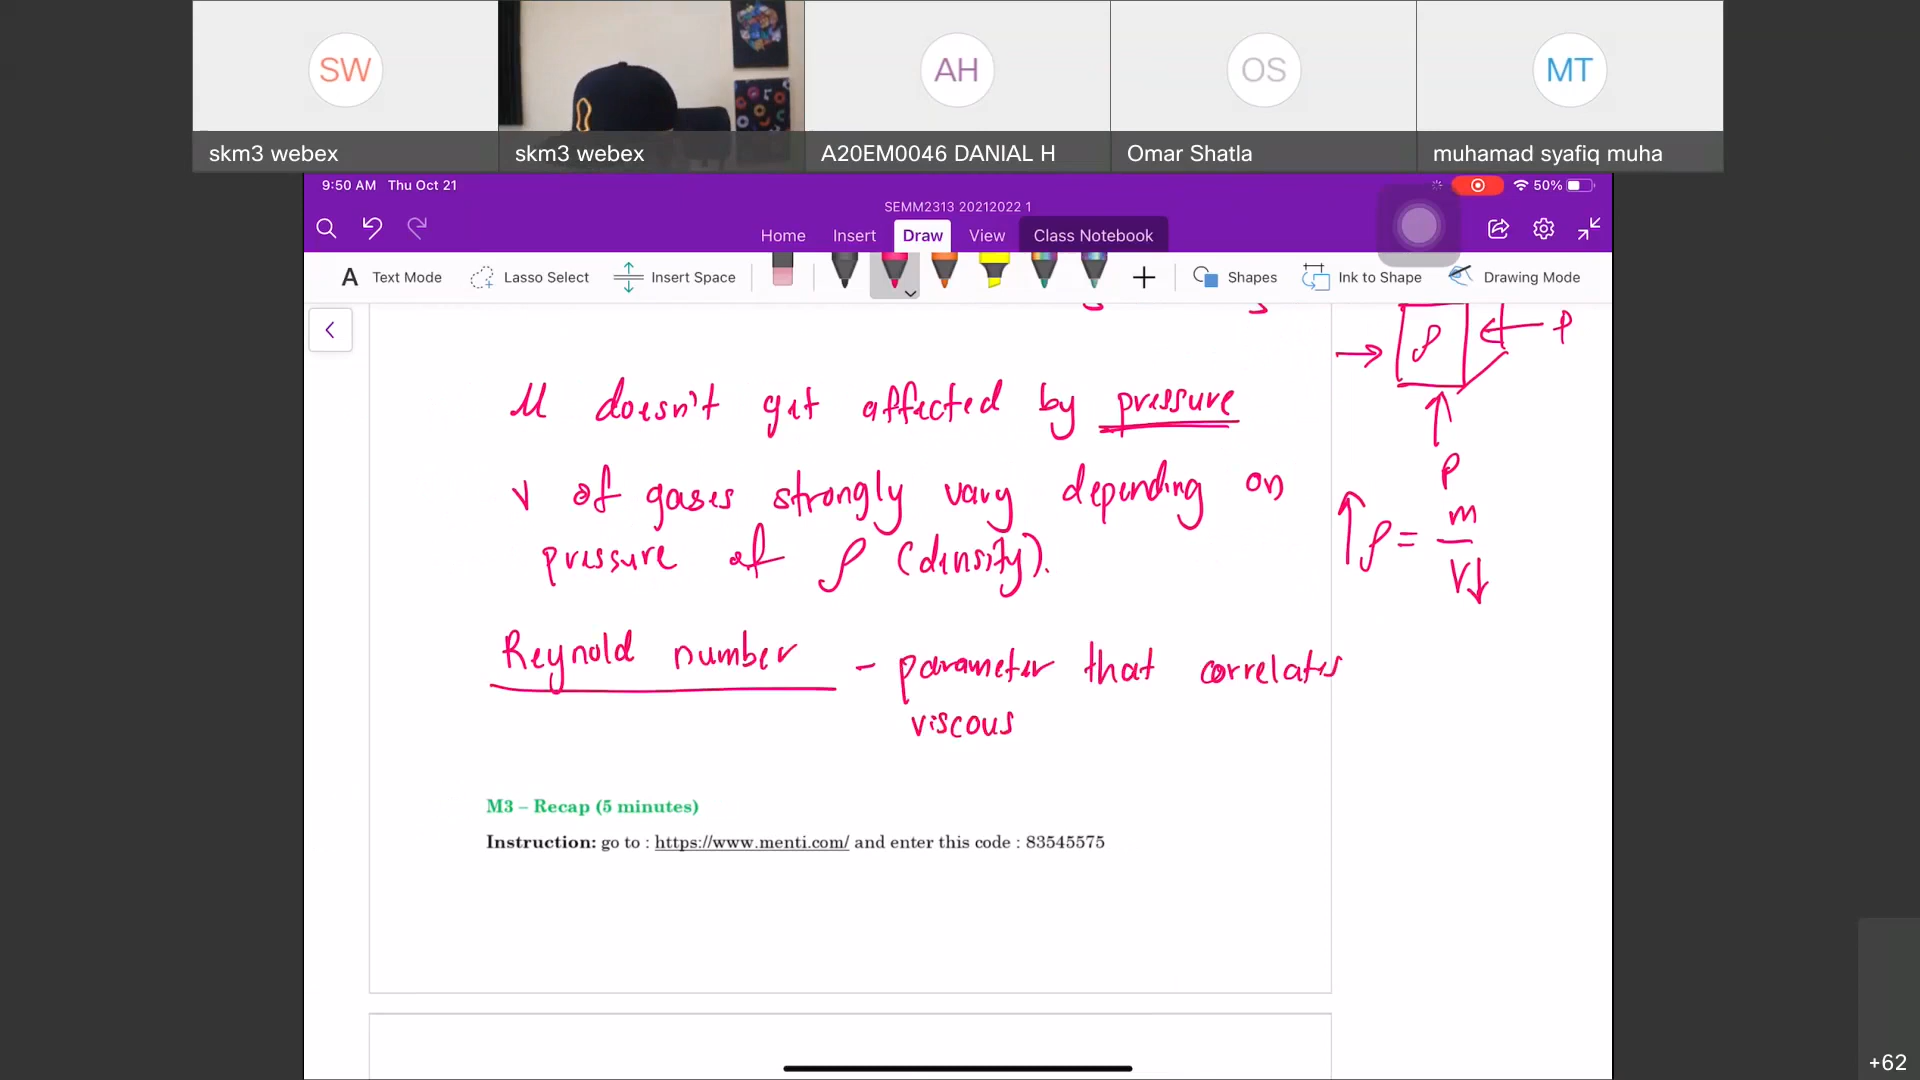 SW
AH
OS
MT
skm3 webex
skm3 webex
A20EM0046 DANIAL H
Omar Shatla
muhamad syafiq muha
9:50 AM Thu Oct 21
50%
SEMM2313 20212022 1
Home Insert Draw View Class Notebook
A Text Mode Lasso Select Insert Space Shapes Ink to Shape Drawing Mode
ρ P
μ doesn't get affected by pressure
P
ν of gases strongly vary depending on
pressure of ρ (density).
↑ρ = m/V↓
Reynold number - parameter that correlates
viscous
M3 – Recap (5 minutes)
Instruction: go to : https://www.menti.com/ and enter this code : 83545575
+62